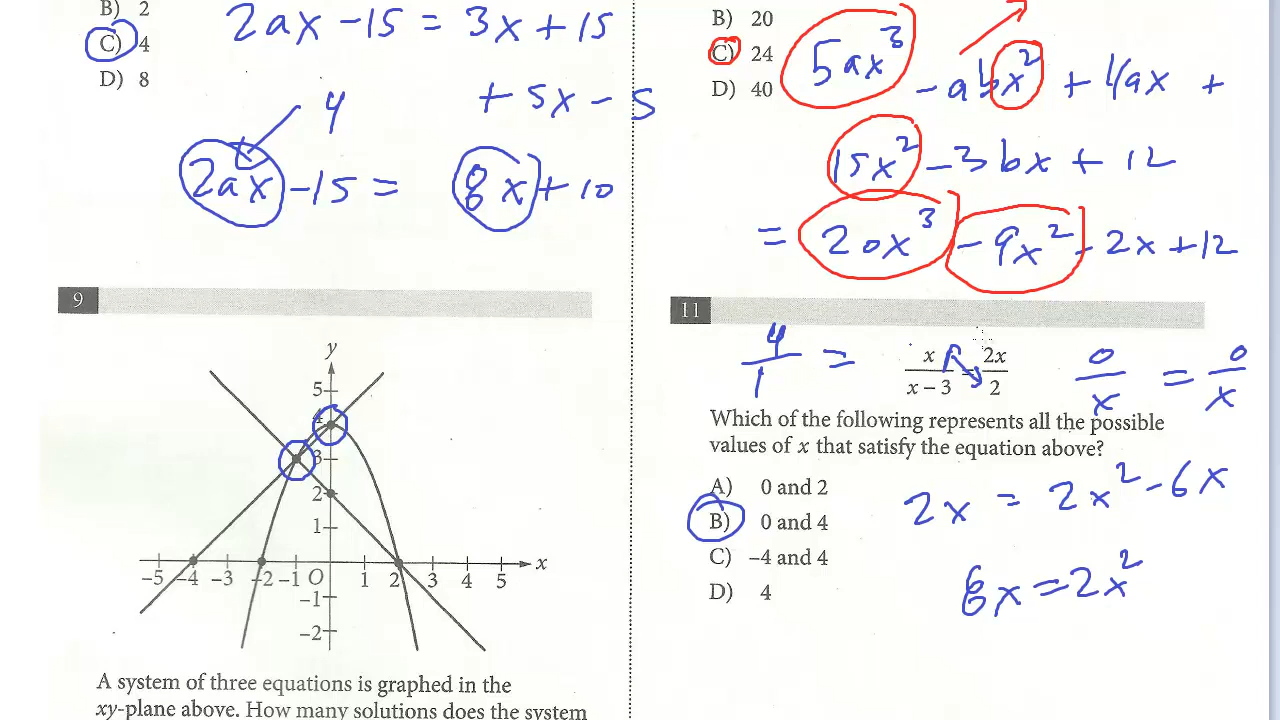 B) 2
C) 4
D) 8
2ax - 15 = 3x + 15
+ 5x - 5
4
2ax - 15 = 8x + 10
9
y
5
4
3
2
1
-5 -4 -3 -2 -1 O 1 2 3 4 5 x
-1
-2
A system of three equations is graphed in the
xy-plane above. How many solutions does the system
B) 20
C) 24
D) 40
5ax³
- abx² + 4ax +
15x² - 3bx + 12
= 20x³ - 9x² - 2x + 12
11
4/1 =
x/(x – 3) = 2x/2
0/x = 0/x
Which of the following represents all the possible
values of x that satisfy the equation above?
A) 0 and 2
B) 0 and 4
C) –4 and 4
D) 4
2x = 2x² - 6x
8x = 2x²